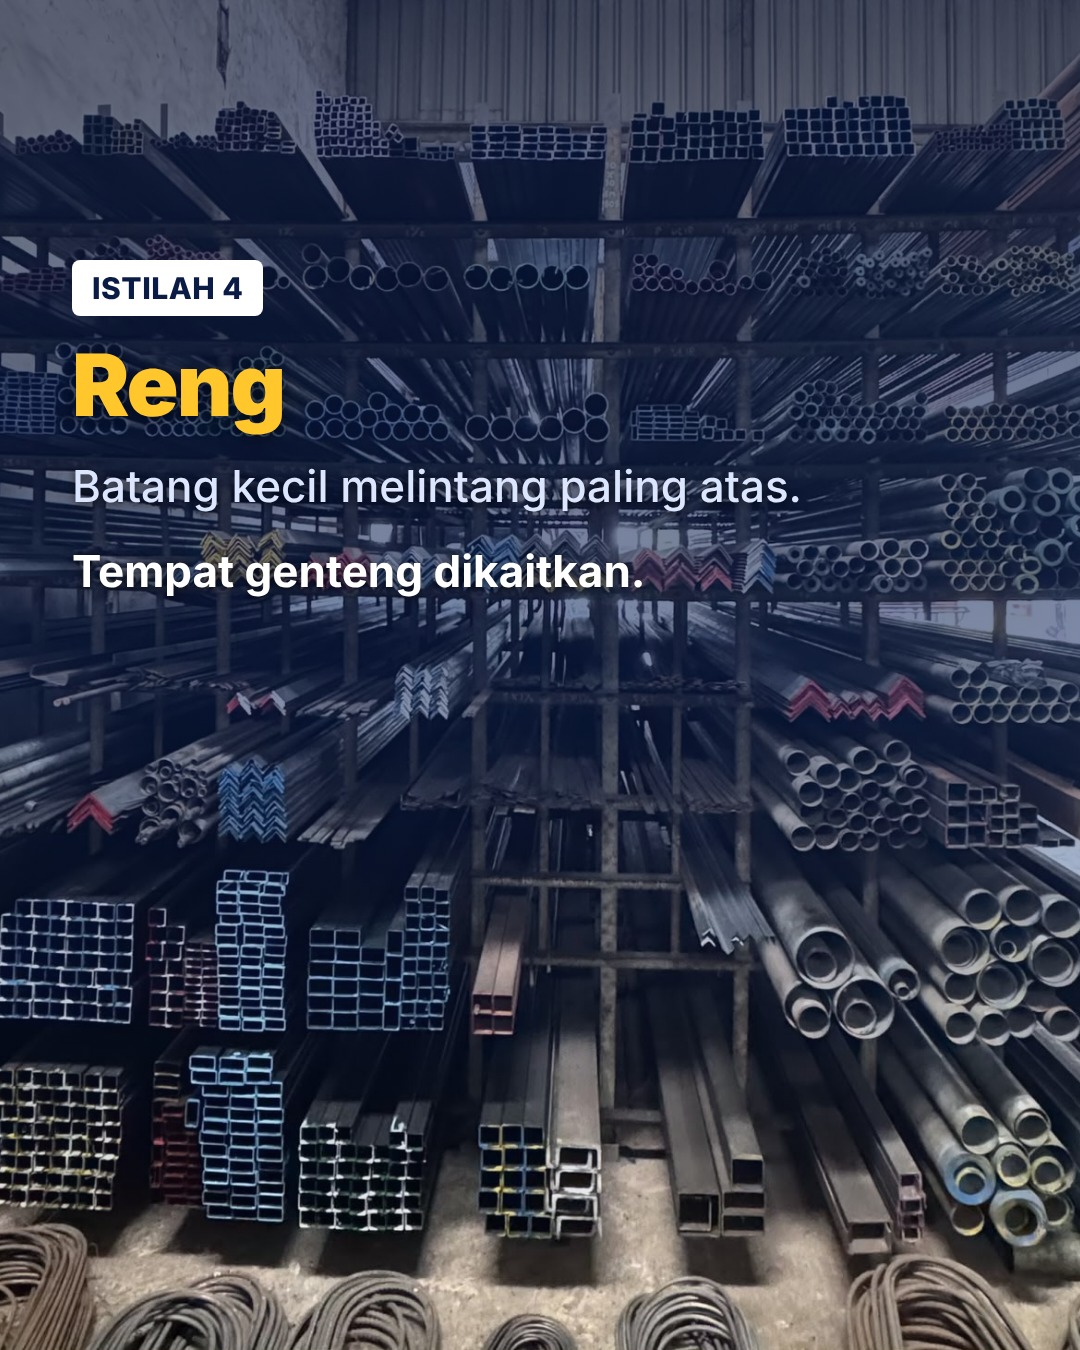 ISTILAH 4
Reng
Batang kecil melintang paling atas.
Tempat genteng dikaitkan.